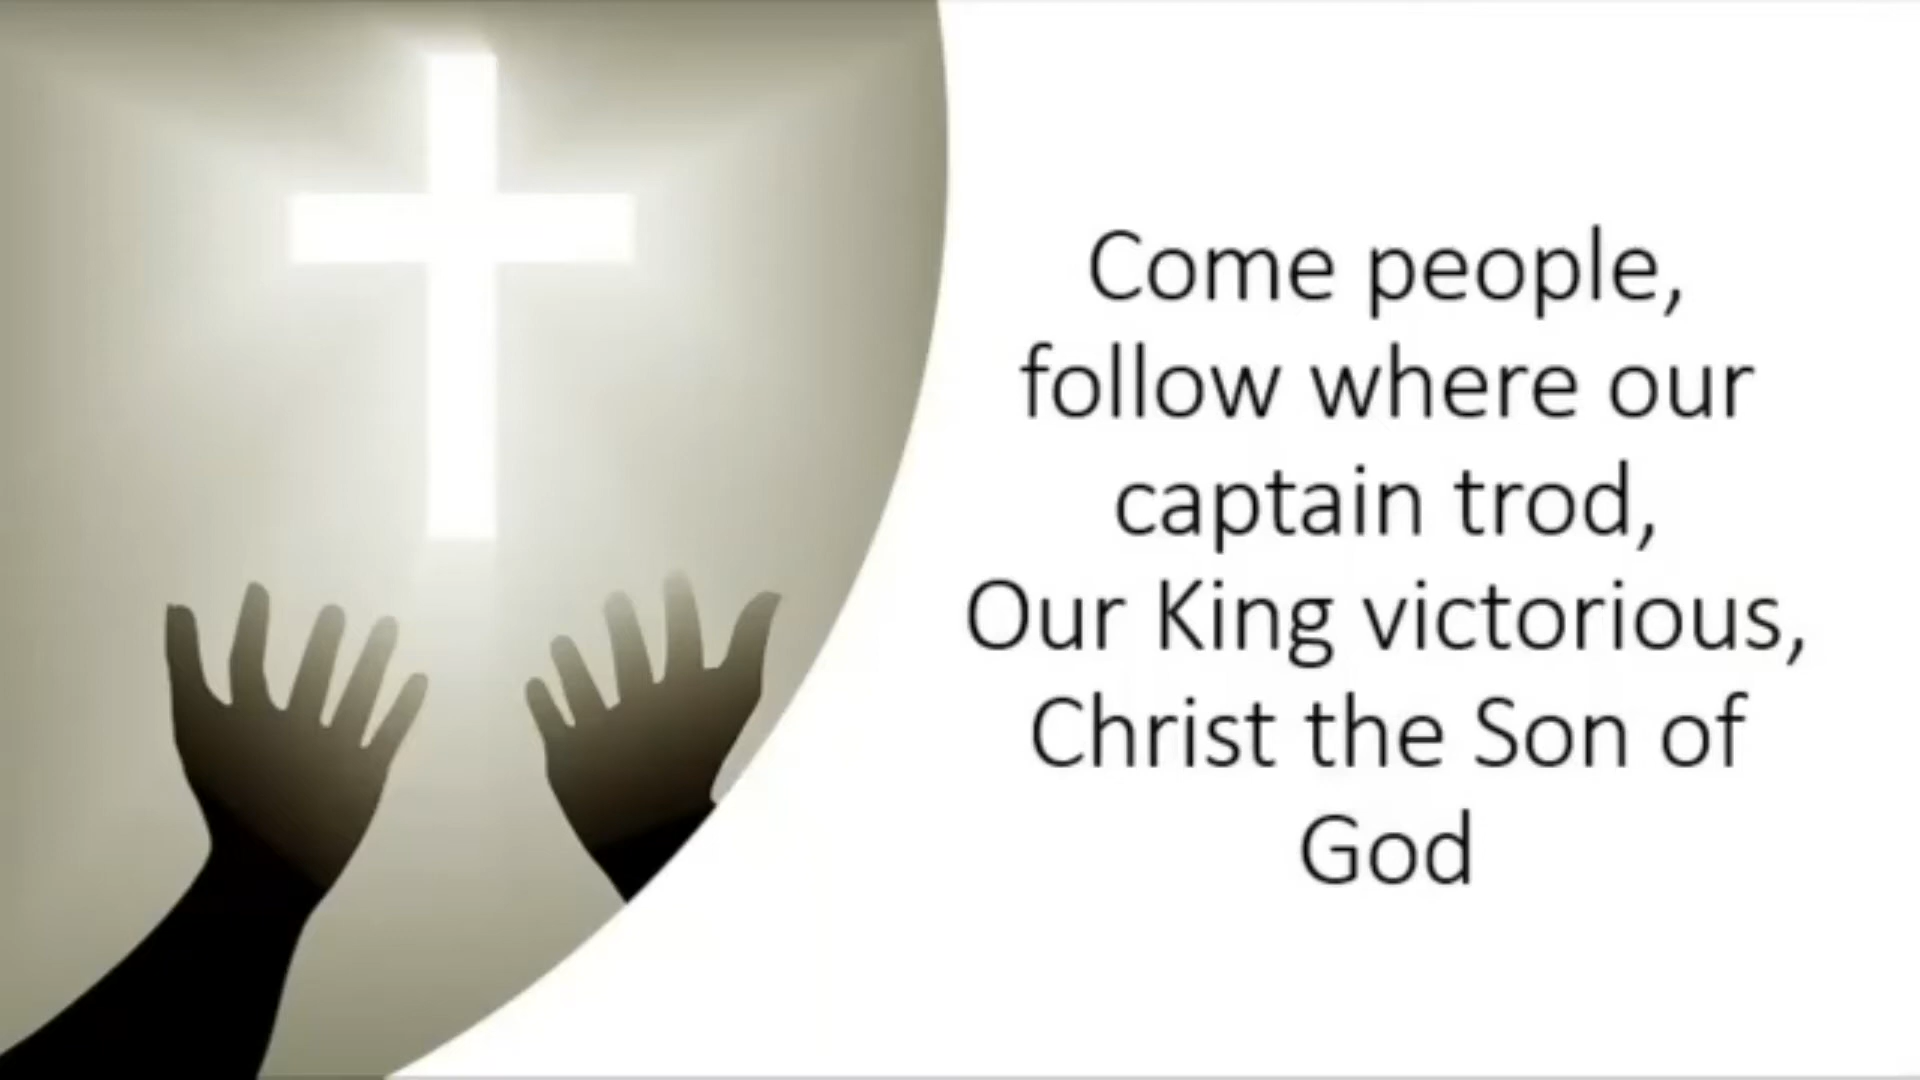 Come people,
follow where our
captain trod,
Our King victorious,
Christ the Son of
God